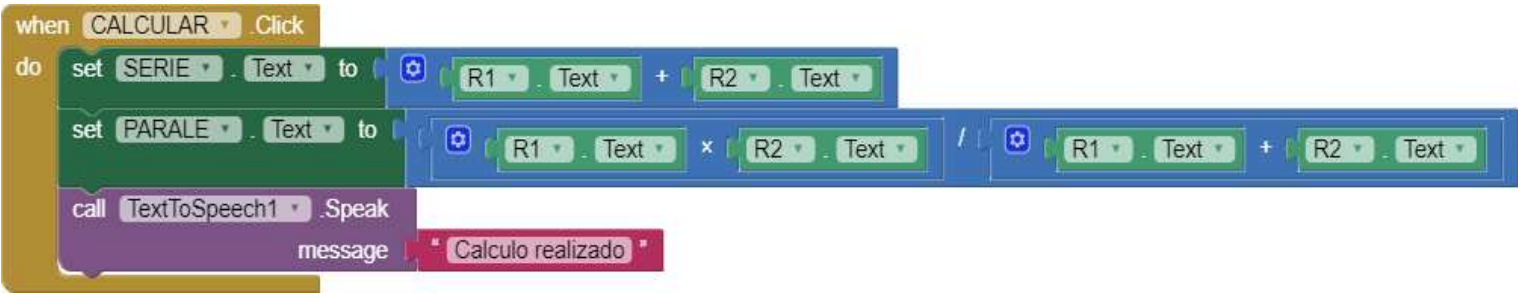 when CALCULAR .Click
do set SERIE . Text to R1 . Text + R2 . Text
set PARALE . Text to R1 . Text × R2 . Text / R1 . Text + R2 . Text
call TextToSpeech1 .Speak
message " Calculo realizado "